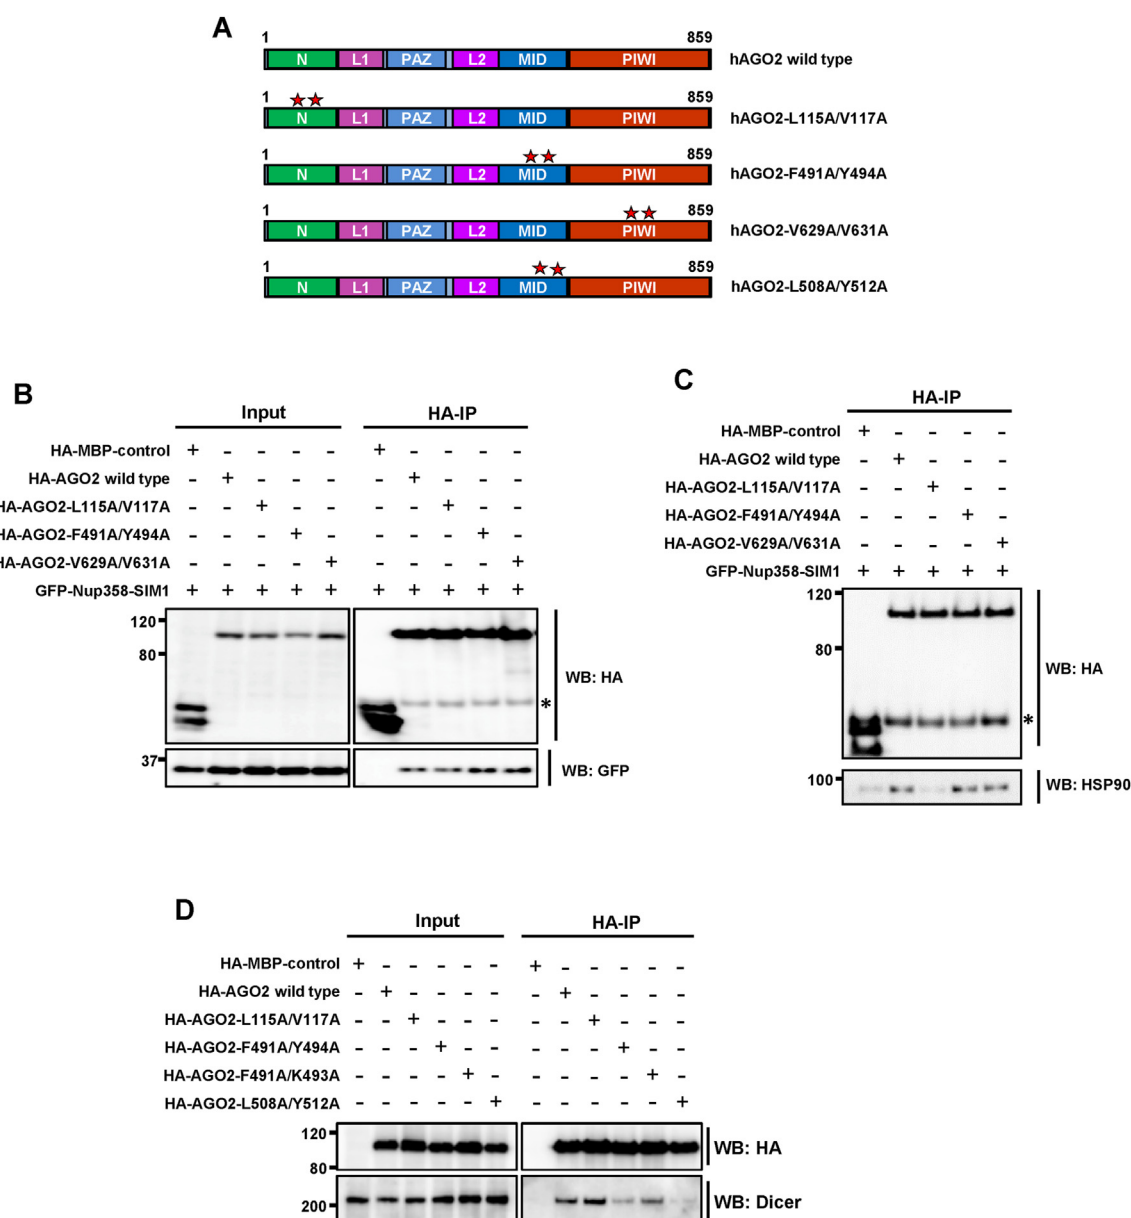 A
1 859
N L1 PAZ L2 MID PIWI hAGO2 wild type
1 859
N L1 PAZ L2 MID PIWI hAGO2-L115A/V117A
1 859
N L1 PAZ L2 MID PIWI hAGO2-F491A/Y494A
1 859
N L1 PAZ L2 MID PIWI hAGO2-V629A/V631A
1 859
N L1 PAZ L2 MID PIWI hAGO2-L508A/Y512A
B
Input HA-IP
HA-MBP-control + - - - - + - - - -
HA-AGO2 wild type - + - - - - + - - -
HA-AGO2-L115A/V117A - - + - - - - + - -
HA-AGO2-F491A/Y494A - - - + - - - - + -
HA-AGO2-V629A/V631A - - - - + - - - - +
GFP-Nup358-SIM1 + + + + + + + + + +
120
80
WB: HA
*
37
WB: GFP
C
HA-IP
HA-MBP-control + - - - -
HA-AGO2 wild type - + - - -
HA-AGO2-L115A/V117A - - + - -
HA-AGO2-F491A/Y494A - - - + -
HA-AGO2-V629A/V631A - - - - +
GFP-Nup358-SIM1 + + + + +
120
80
WB: HA
*
100
WB: HSP90
D
Input HA-IP
HA-MBP-control + - - - - - + - - - - -
HA-AGO2 wild type - + - - - - - + - - - -
HA-AGO2-L115A/V117A - - + - - - - - + - - -
HA-AGO2-F491A/Y494A - - - + - - - - - + - -
HA-AGO2-F491A/K493A - - - - + - - - - - + -
HA-AGO2-L508A/Y512A - - - - - + - - - - - +
120
WB: HA
80
200
WB: Dicer